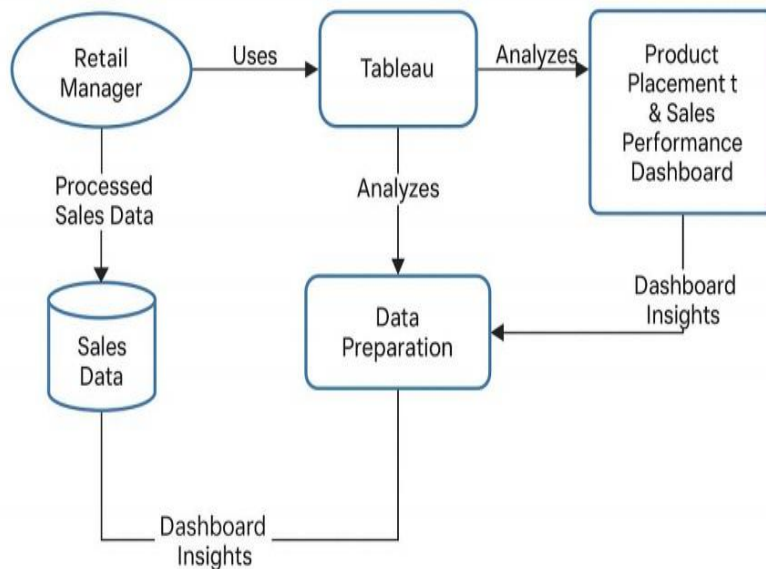 Retail
Manager
Uses
Tableau
Analyzes
Product
Placement t
& Sales
Performance
Dashboard
Processed
Sales Data
Analyzes
Dashboard
Insights
Sales
Data
Data
Preparation
Dashboard
Insights